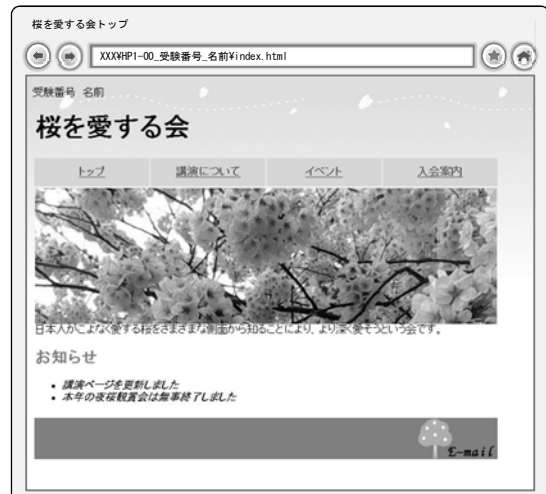 桜を愛する会トップ
XXX¥HP1-00_受験番号_名前¥index.html
受験番号 名前
桜を愛する会
トップ 講演について イベント 入会案内
日本人がこよなく愛する桜をさまざまな側面から知ることにより、より深く愛そうという会です。
お知らせ
• 講演ページを更新しました
• 本年の夜桜観賞会は無事終了しました
E-mail